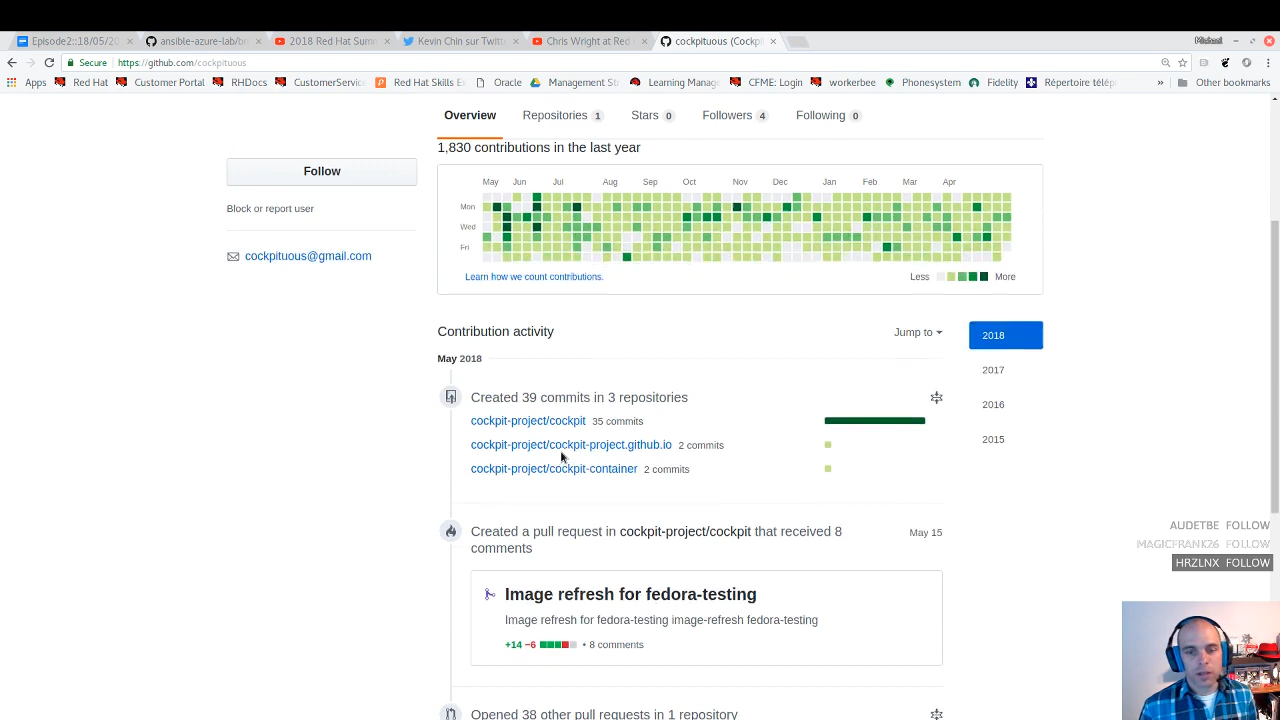 Episode2::18/05/20
ansible-azure-lab/bri
2018 Red Hat Summ
Kevin Chin sur Twitte
Chris Wright at Red
cockpituous (Cockpi
Secure
https://github.com/cockpituous
Apps
Red Hat
Customer Portal
RHDocs
CustomerServic
Red Hat Skills E
Oracle
Management St
Learning Manag
CFME: Login
workerbee
Phonesystem
Fidelity
Répertoire télép
Other bookmarks
Overview
Repositories 1
Stars 0
Followers 4
Following 0
1,830 contributions in the last year
Follow
Block or report user
cockpituous@gmail.com
May Jun Jul Aug Sep Oct Nov Dec Jan Feb Mar Apr
Mon
Wed
Fri
Learn how we count contributions.
Less
More
Contribution activity
Jump to
2018
2017
2016
2015
May 2018
Created 39 commits in 3 repositories
cockpit-project/cockpit 35 commits
cockpit-project/cockpit-project.github.io 2 commits
cockpit-project/cockpit-container 2 commits
Created a pull request in cockpit-project/cockpit that received 8
comments
May 15
Image refresh for fedora-testing
Image refresh for fedora-testing image-refresh fedora-testing
+14 −6 • 8 comments
Opened 38 other pull requests in 1 repository
AUDETBE FOLLOW
MAGICFRANK26 FOLLOW
HRZLNX FOLLOW